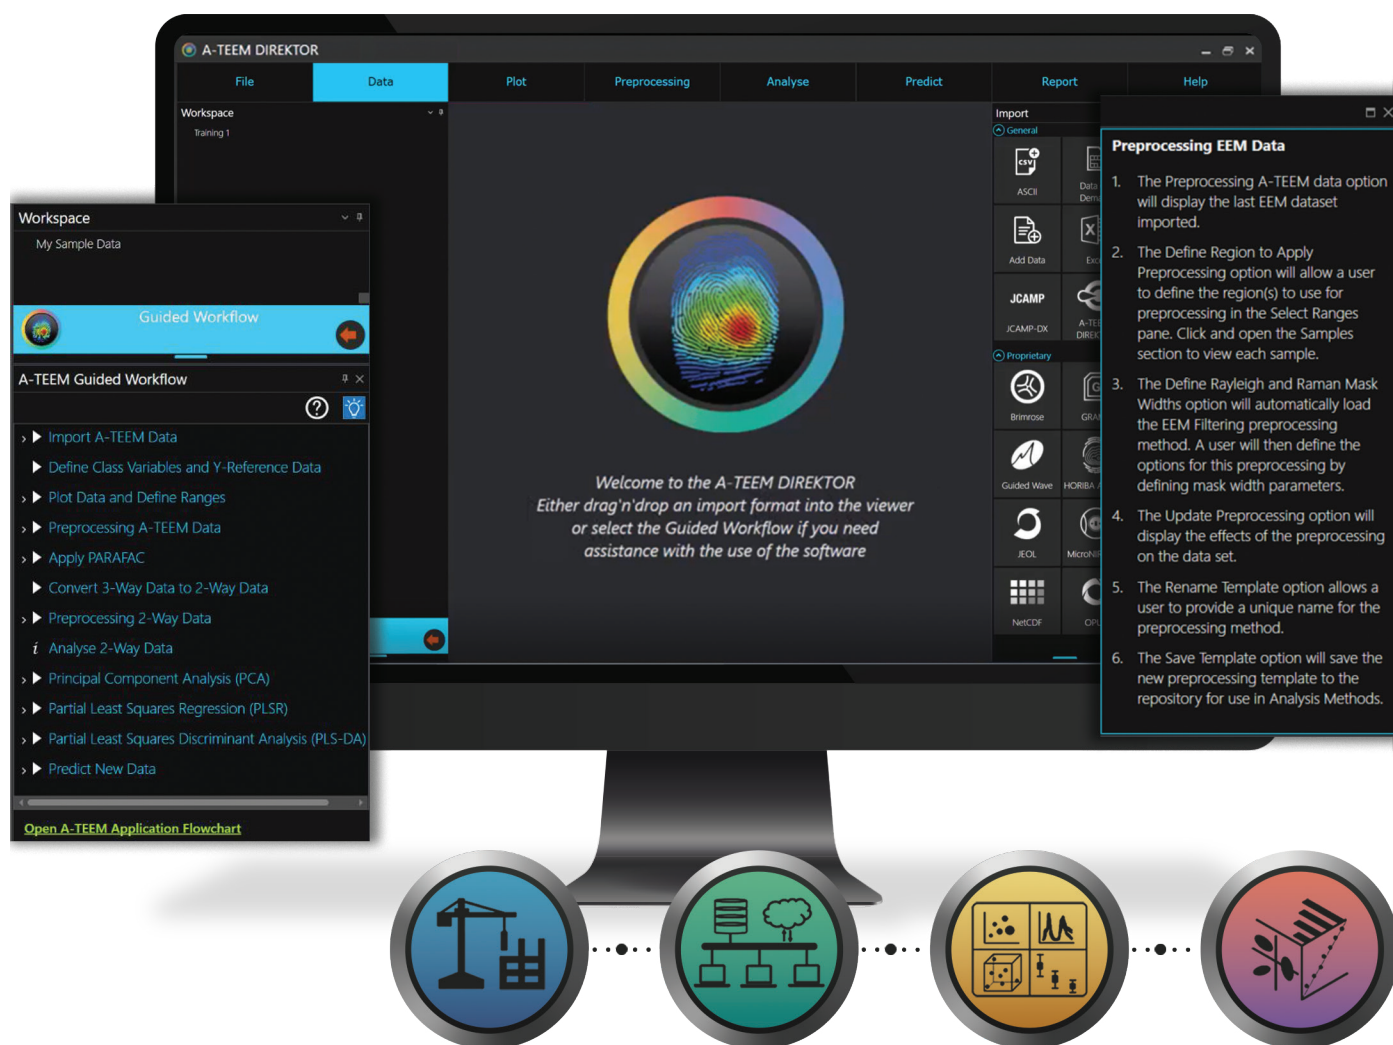 A-TEEM DIREKTOR
File
Data
Plot
Preprocessing
Analyse
Predict
Report
Help
Workspace
Training 1
Welcome to the A-TEEM DIREKTOR
Either drag'n'drop an import format into the viewer
or select the Guided Workflow if you need
assistance with the use of the software
Import
General
CSV
ASCII
Data
Add Data
JCAMP
JCAMP-DX
DIREK
Proprietary
Brimrose
Guided Wave
HORIBA
JEOL
NetCDF
Workspace
My Sample Data
Guided Workflow
A-TEEM Guided Workflow
Import A-TEEM Data
Define Class Variables and Y-Reference Data
Plot Data and Define Ranges
Preprocessing A-TEEM Data
Apply PARAFAC
Convert 3-Way Data to 2-Way Data
Preprocessing 2-Way Data
i Analyse 2-Way Data
Principal Component Analysis (PCA)
Partial Least Squares Regression (PLSR)
Partial Least Squares Discriminant Analysis (PLS-DA)
Predict New Data
Open A-TEEM Application Flowchart
Preprocessing EEM Data
1. The Preprocessing A-TEEM data option
will display the last EEM dataset
imported.
2. The Define Region to Apply
Preprocessing option will allow a user
to define the region(s) to use for
preprocessing in the Select Ranges
pane. Click and open the Samples
section to view each sample.
3. The Define Rayleigh and Raman Mask
Widths option will automatically load
the EEM Filtering preprocessing
method. A user will then define the
options for this preprocessing by
defining mask width parameters.
4. The Update Preprocessing option will
display the effects of the preprocessing
on the data set.
5. The Rename Template option allows a
user to provide a unique name for the
preprocessing method.
6. The Save Template option will save the
new preprocessing template to the
repository for use in Analysis Methods.